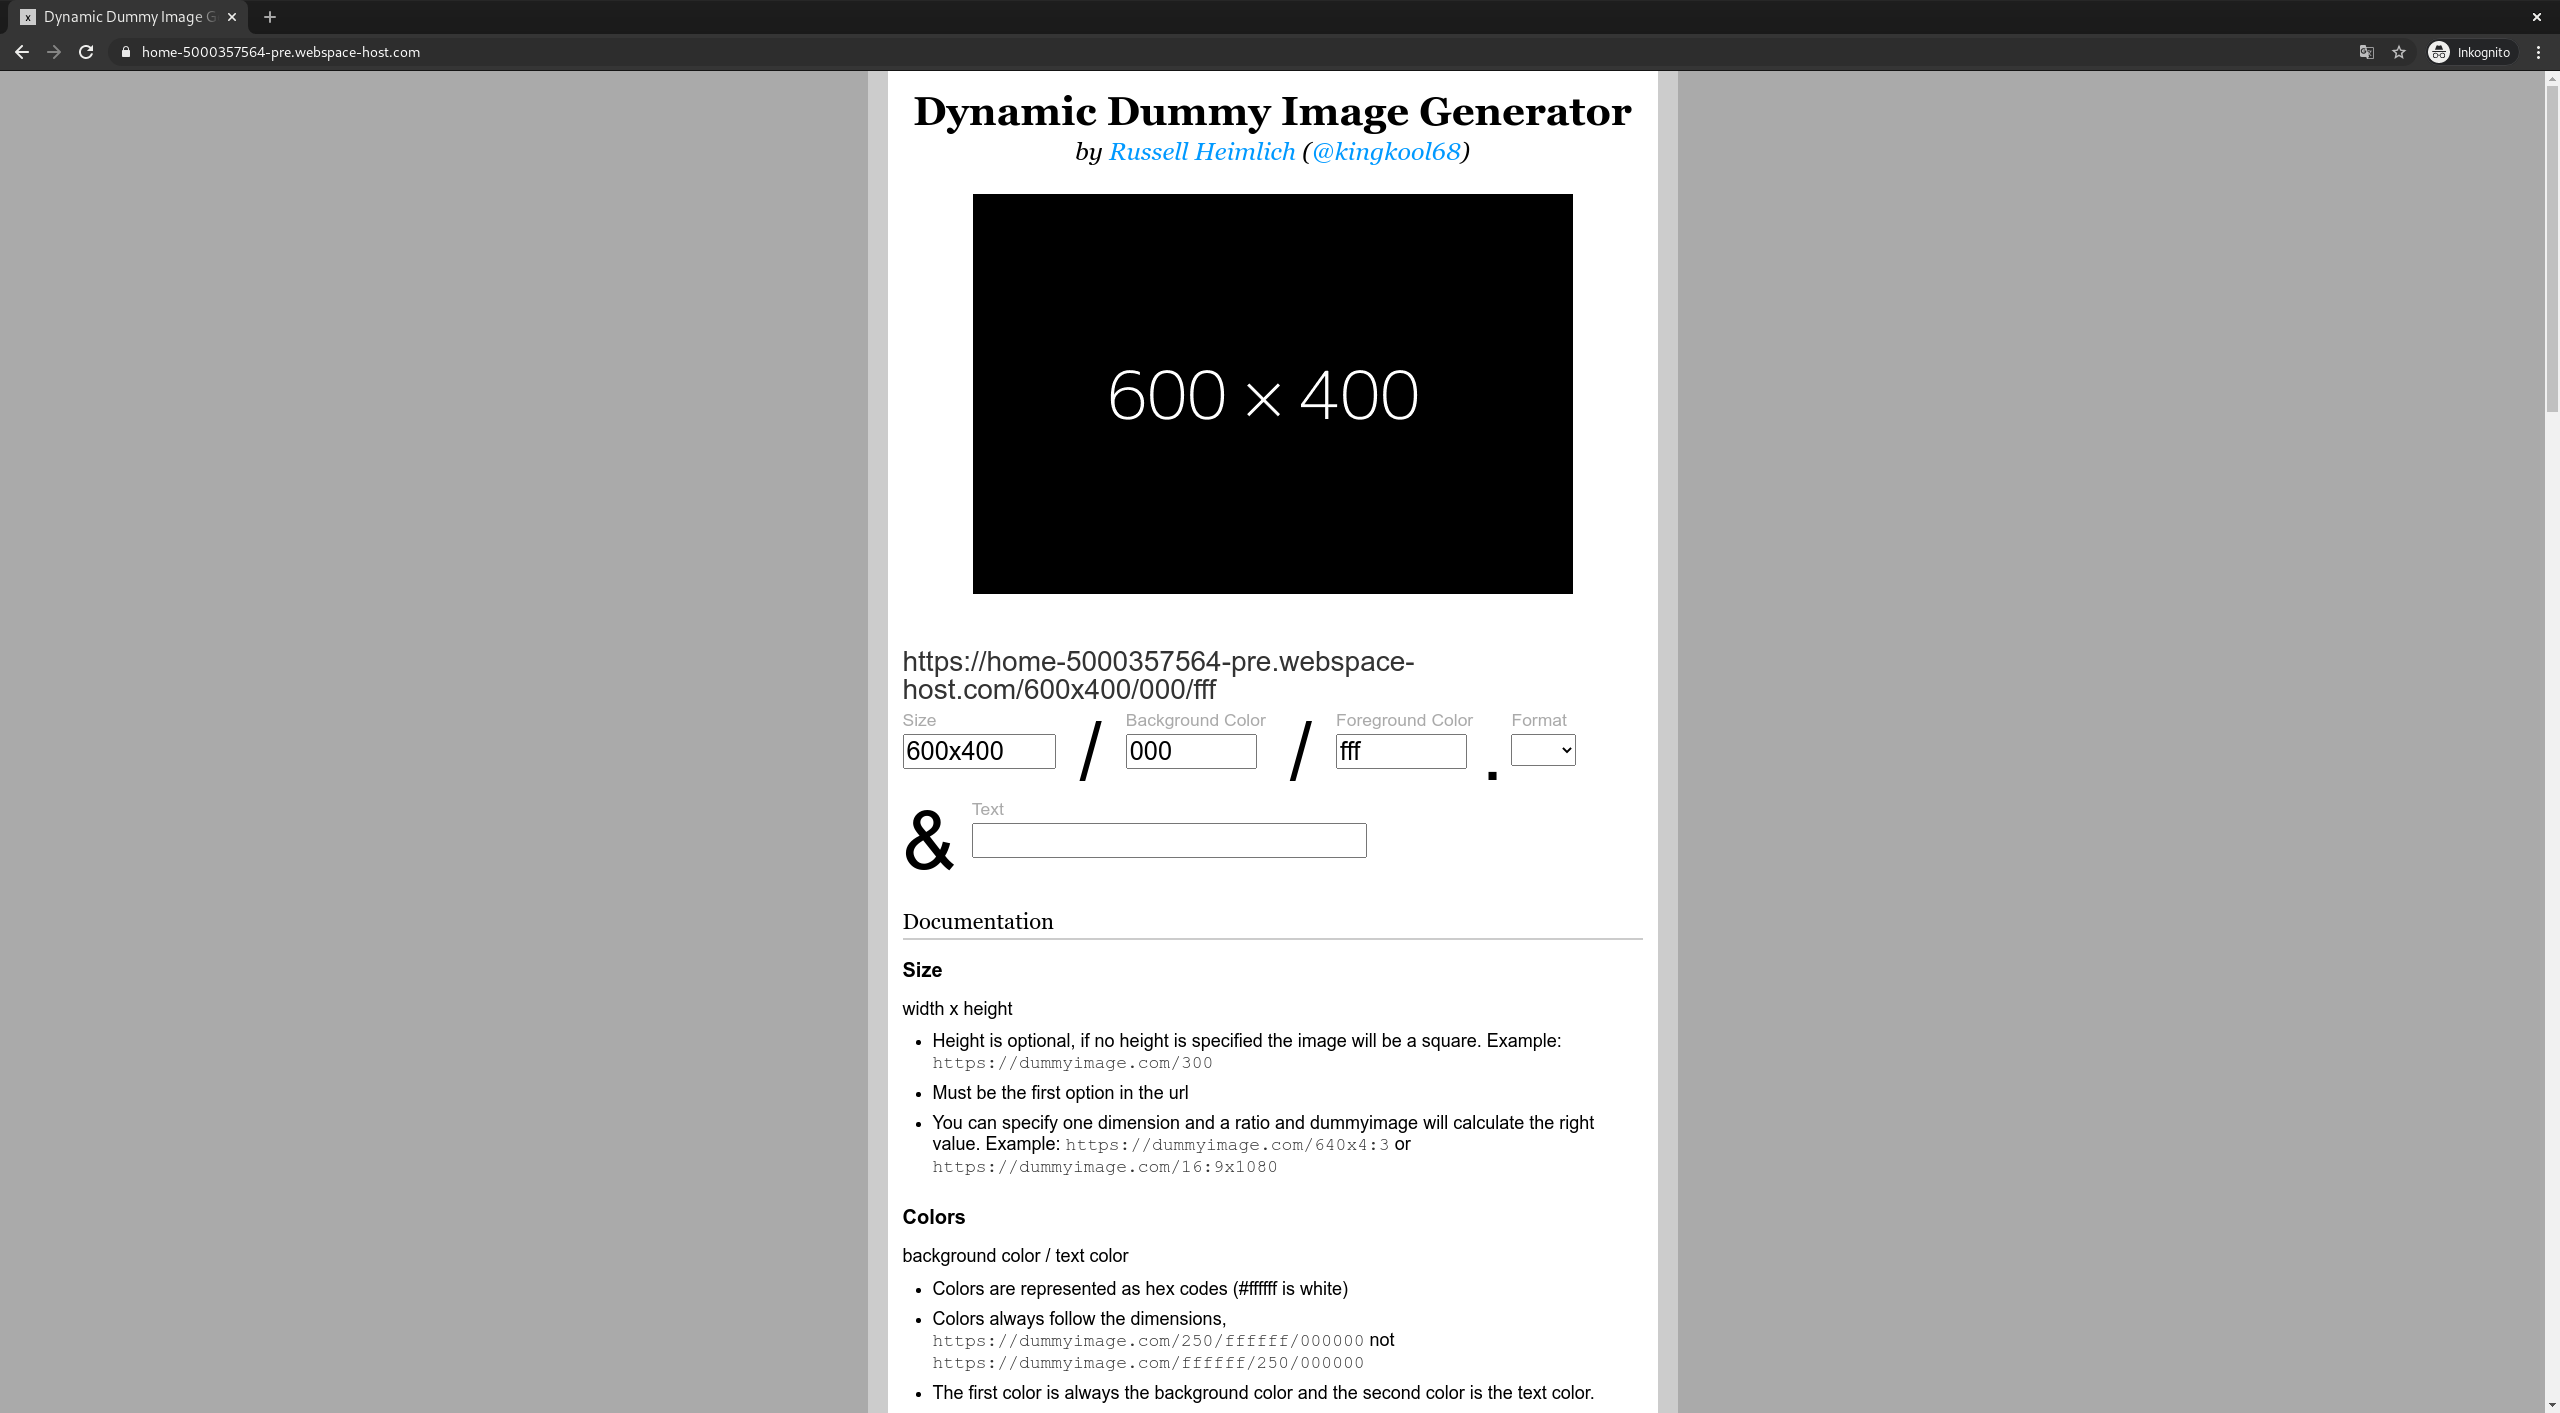 Dynamic Dummy Image G
home-5000357564-pre.webspace-host.com
Inkognito
Dynamic Dummy Image Generator
by Russell Heimlich (@kingkool68)
600 × 400
https://home-5000357564-pre.webspace-
host.com/600x400/000/fff
Size / Background Color / Foreground Color . Format
600x400 000 fff
& Text
Documentation
Size
width x height
• Height is optional, if no height is specified the image will be a square. Example:
https://dummyimage.com/300
• Must be the first option in the url
• You can specify one dimension and a ratio and dummyimage will calculate the right
value. Example: https://dummyimage.com/640x4:3 or
https://dummyimage.com/16:9x1080
Colors
background color / text color
• Colors are represented as hex codes (#ffffff is white)
• Colors always follow the dimensions,
https://dummyimage.com/250/ffffff/000000 not
https://dummyimage.com/ffffff/250/000000
• The first color is always the background color and the second color is the text color.